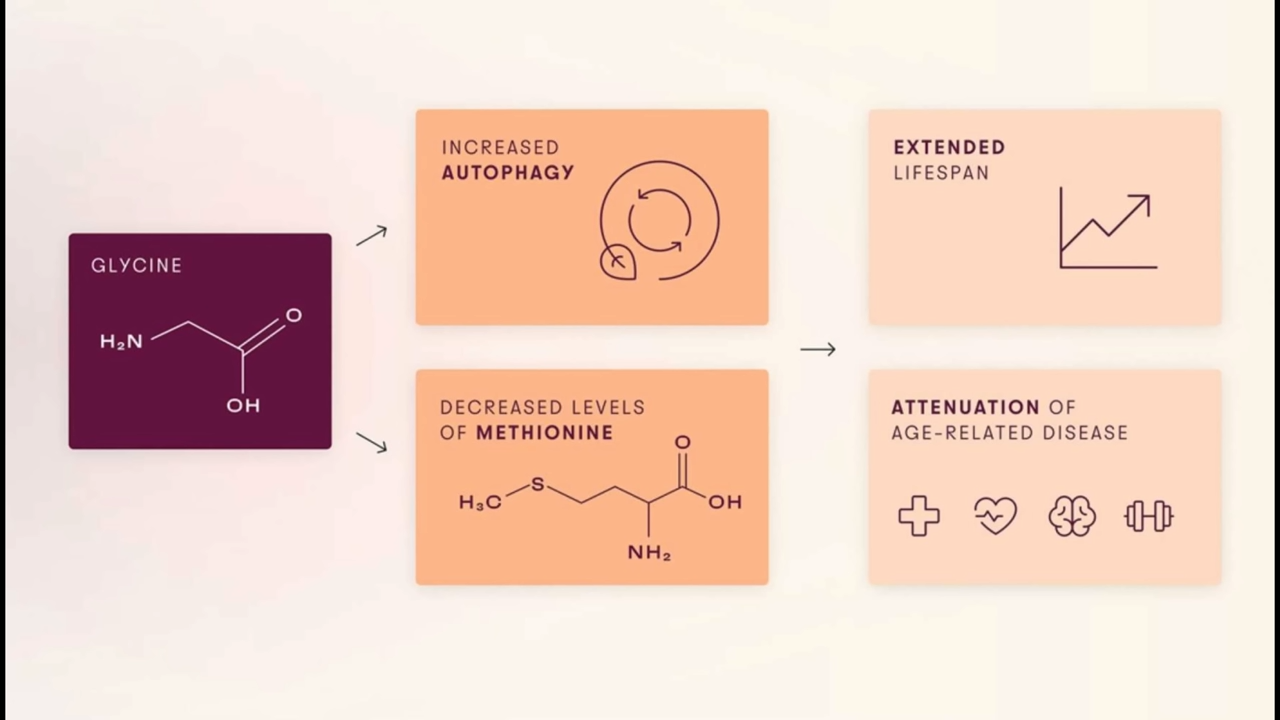 GLYCINE
H₂N
O
OH
INCREASED
AUTOPHAGY
DECREASED LEVELS
OF METHIONINE
O
S
H₃C
OH
NH₂
EXTENDED
LIFESPAN
ATTENUATION OF
AGE-RELATED DISEASE